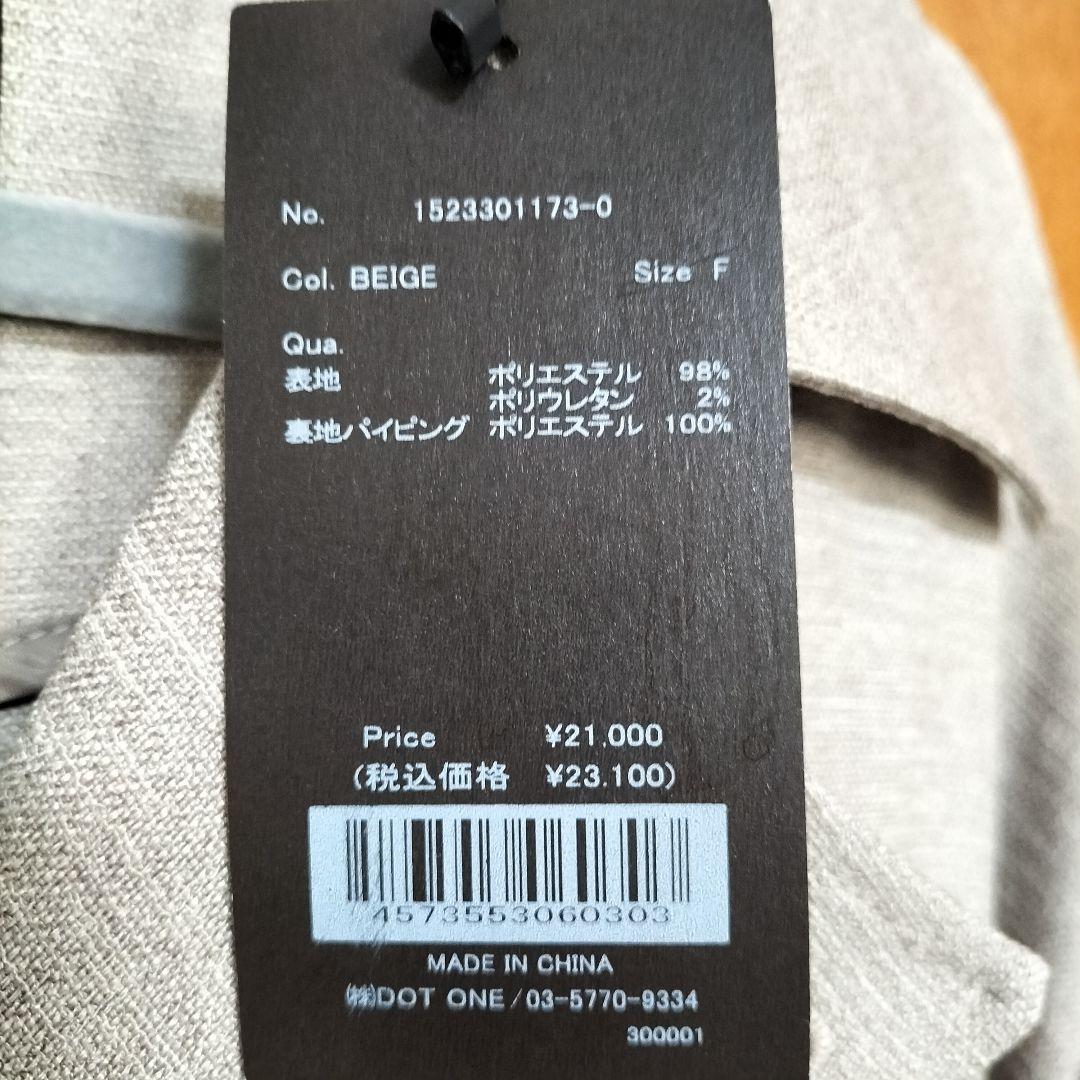 No. 1523301173-0
Col. BEIGE Size F
Qua.
表地 ポリエステル 98%
ポリウレタン 2%
裏地パイピング ポリエステル 100%
Price ¥21,000
(税込価格 ¥23,100)
4573553060303
MADE IN CHINA
㈱DOT ONE/03-5770-9334
300001